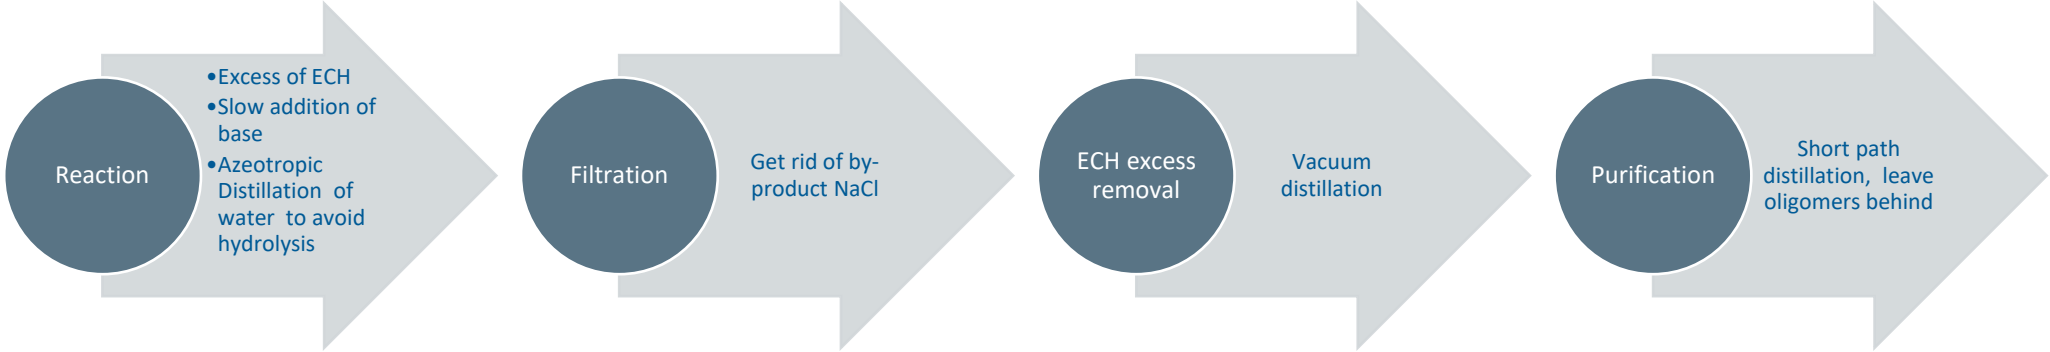 Reaction
•Excess of ECH
•Slow addition of
base
•Azeotropic
Distillation of
water to avoid
hydrolysis
Filtration
Get rid of by-
product NaCl
ECH excess
removal
Vacuum
distillation
Purification
Short path
distillation, leave
oligomers behind